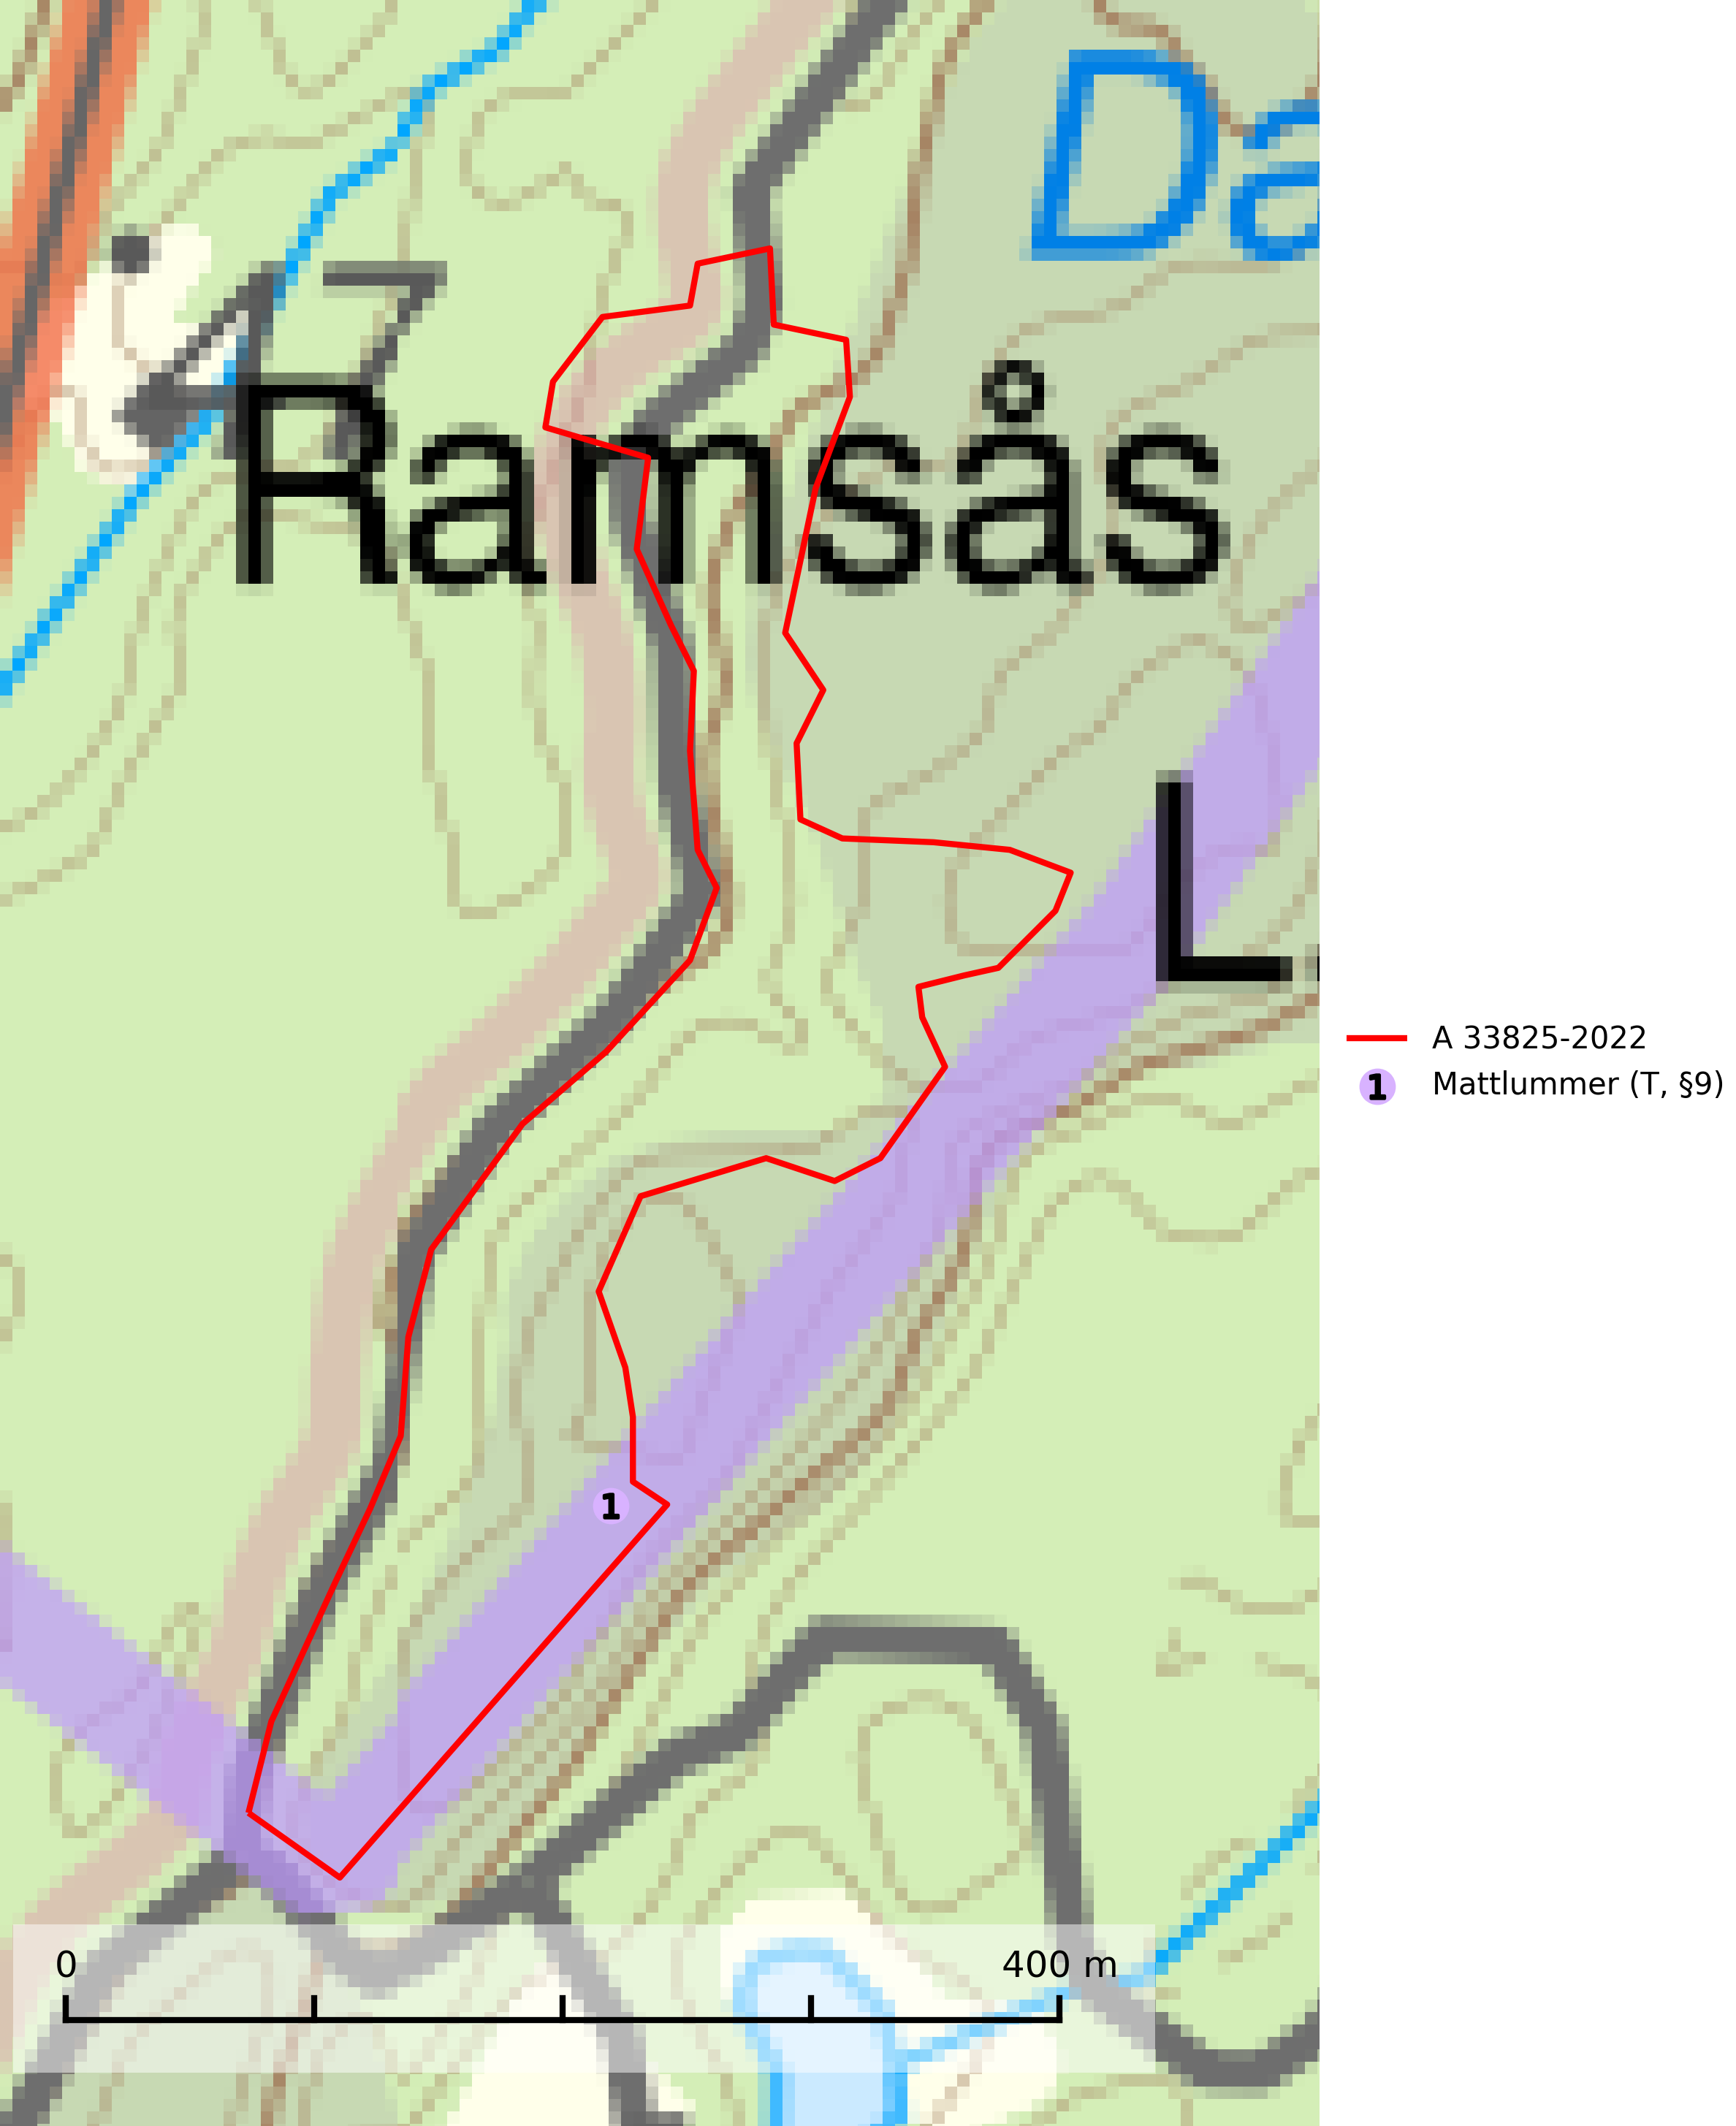 Da
47
Ramsås
L
A 33825-2022
1 Mattlummer (T, §9)
1
0 400 m